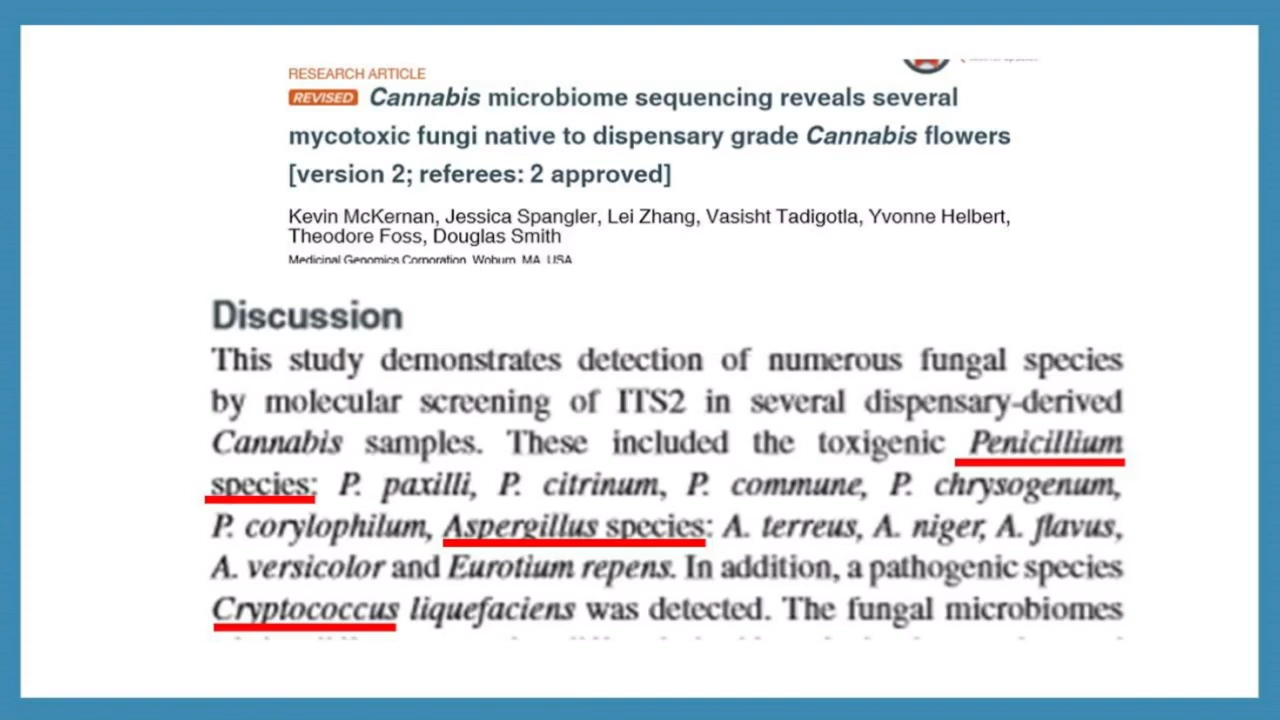 RESEARCH ARTICLE
REVISED Cannabis microbiome sequencing reveals several
mycotoxic fungi native to dispensary grade Cannabis flowers
[version 2; referees: 2 approved]
Kevin McKernan, Jessica Spangler, Lei Zhang, Vasisht Tadigotla, Yvonne Helbert,
Theodore Foss, Douglas Smith
Medicinal Genomics Corporation, Woburn, MA, USA
Discussion
This study demonstrates detection of numerous fungal species
by molecular screening of ITS2 in several dispensary-derived
Cannabis samples. These included the toxigenic Penicillium
species: P. paxilli, P. citrinum, P. commune, P. chrysogenum,
P. corylophilum, Aspergillus species: A. terreus, A. niger, A. flavus,
A. versicolor and Eurotium repens. In addition, a pathogenic species
Cryptococcus liquefaciens was detected. The fungal microbiomes